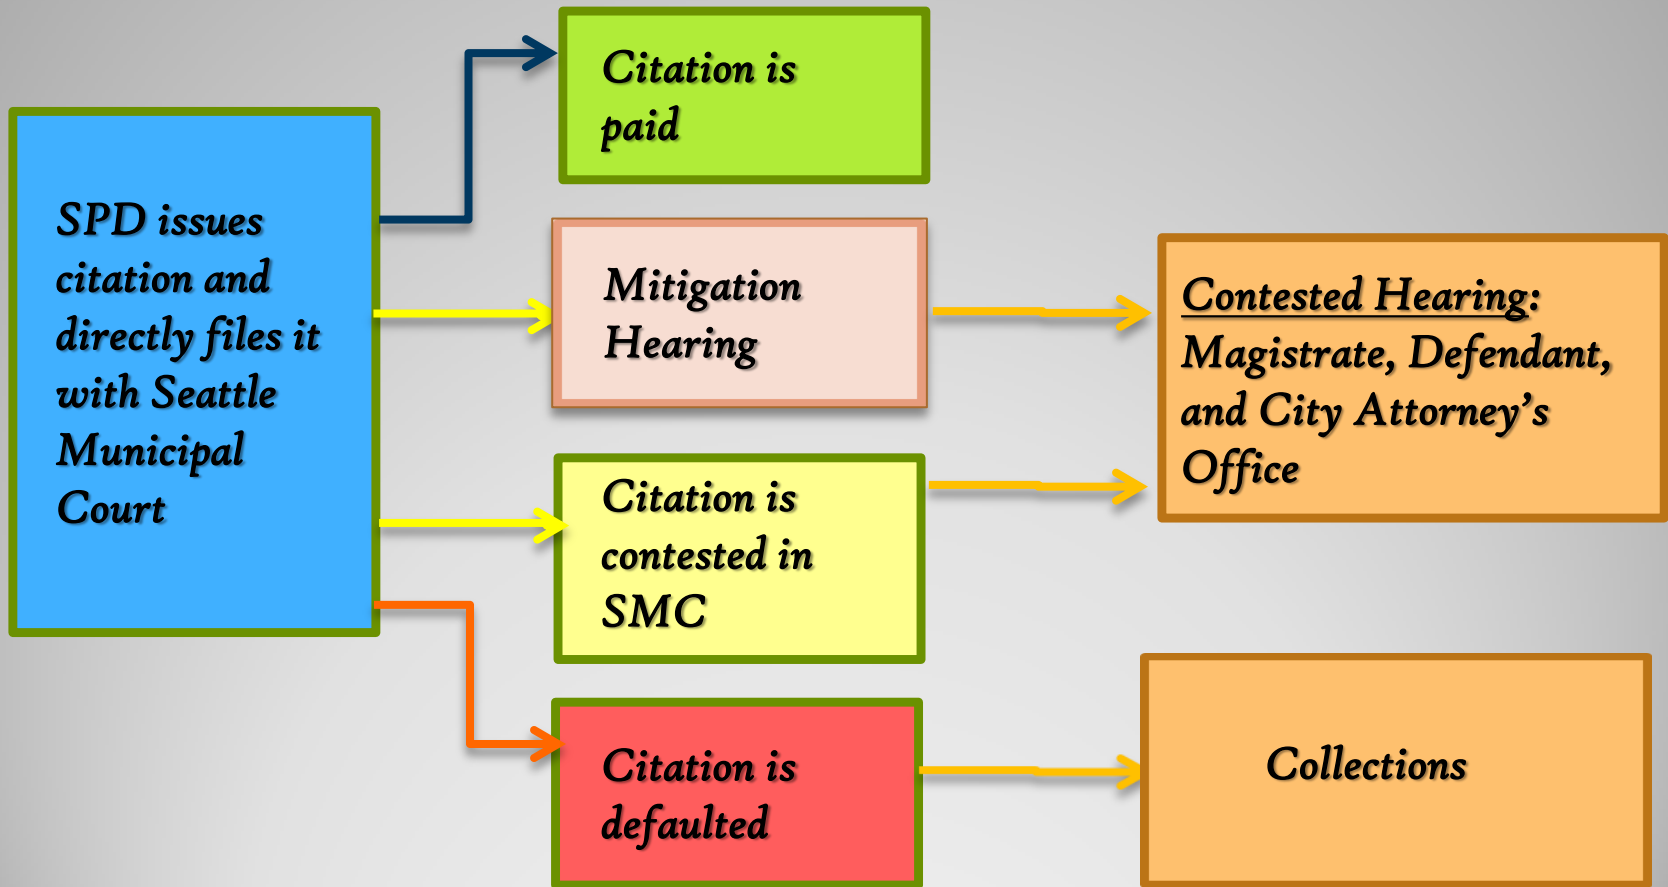 Citation is
paid
SPD issues
citation and
directly files it
with Seattle
Municipal
Court
Mitigation
Hearing
Contested Hearing:
Magistrate, Defendant,
and City Attorney’s
Office
Citation is
contested in
SMC
Citation is
defaulted
Collections